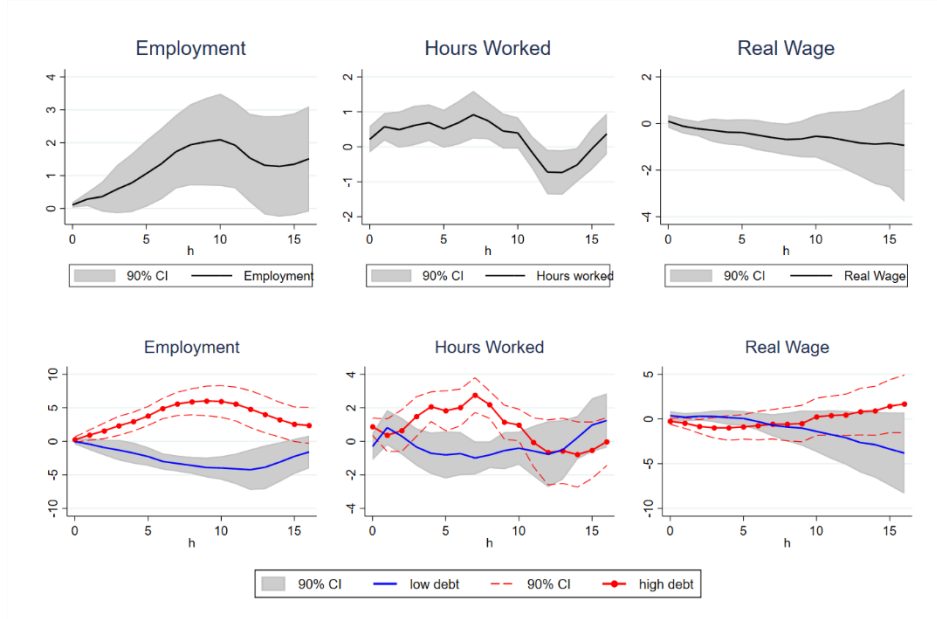 Employment
Hours Worked
Real Wage
4
3
2
1
0
0
5
10
15
h
2
1
0
-1
-2
0
5
10
15
h
2
0
-2
-4
0
5
10
15
h
90% CI
Employment
90% CI
Hours worked
90% CI
Real Wage
Employment
Hours Worked
Real Wage
10
5
0
-5
-10
0
5
10
15
h
4
2
0
-2
-4
0
5
10
15
h
5
0
-5
-10
0
5
10
15
h
90% CI
low debt
90% CI
high debt